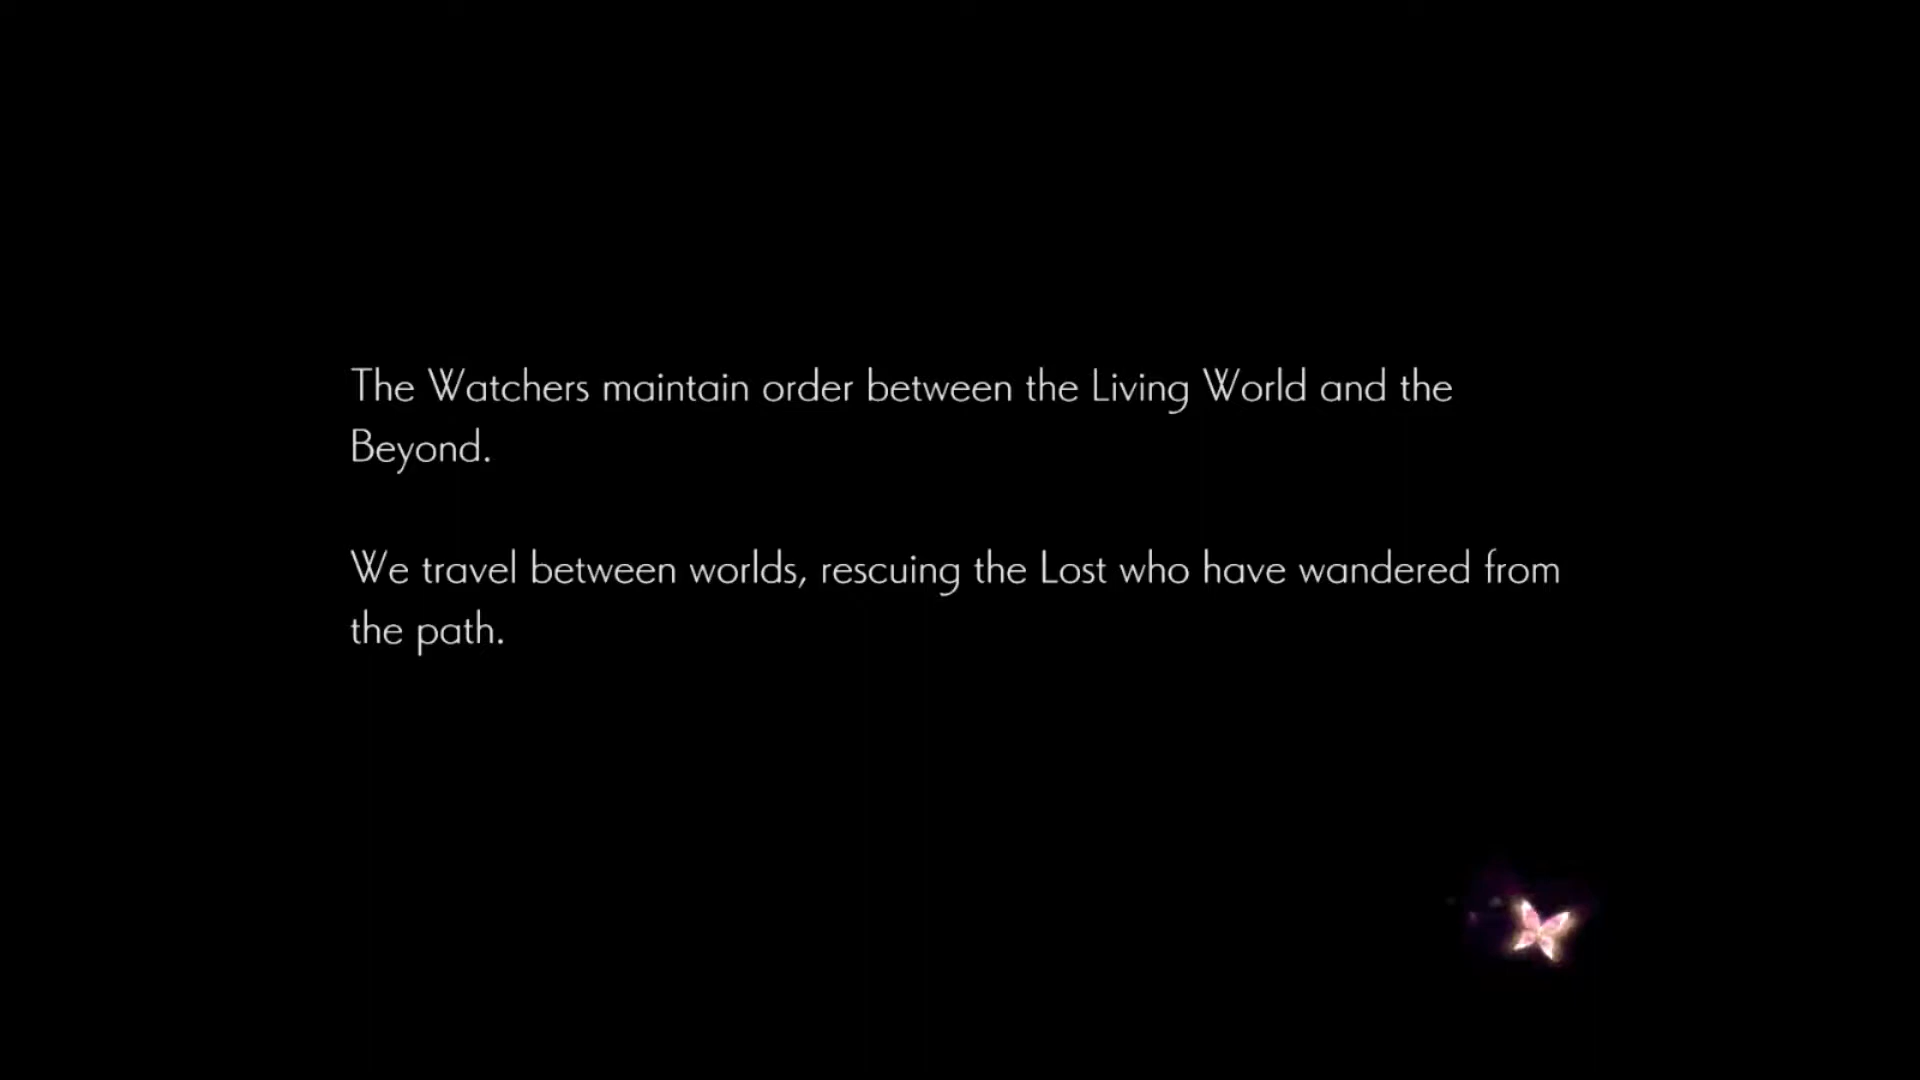 The Watchers maintain order between the Living World and the
Beyond.
We travel between worlds, rescuing the Lost who have wandered from
the path.